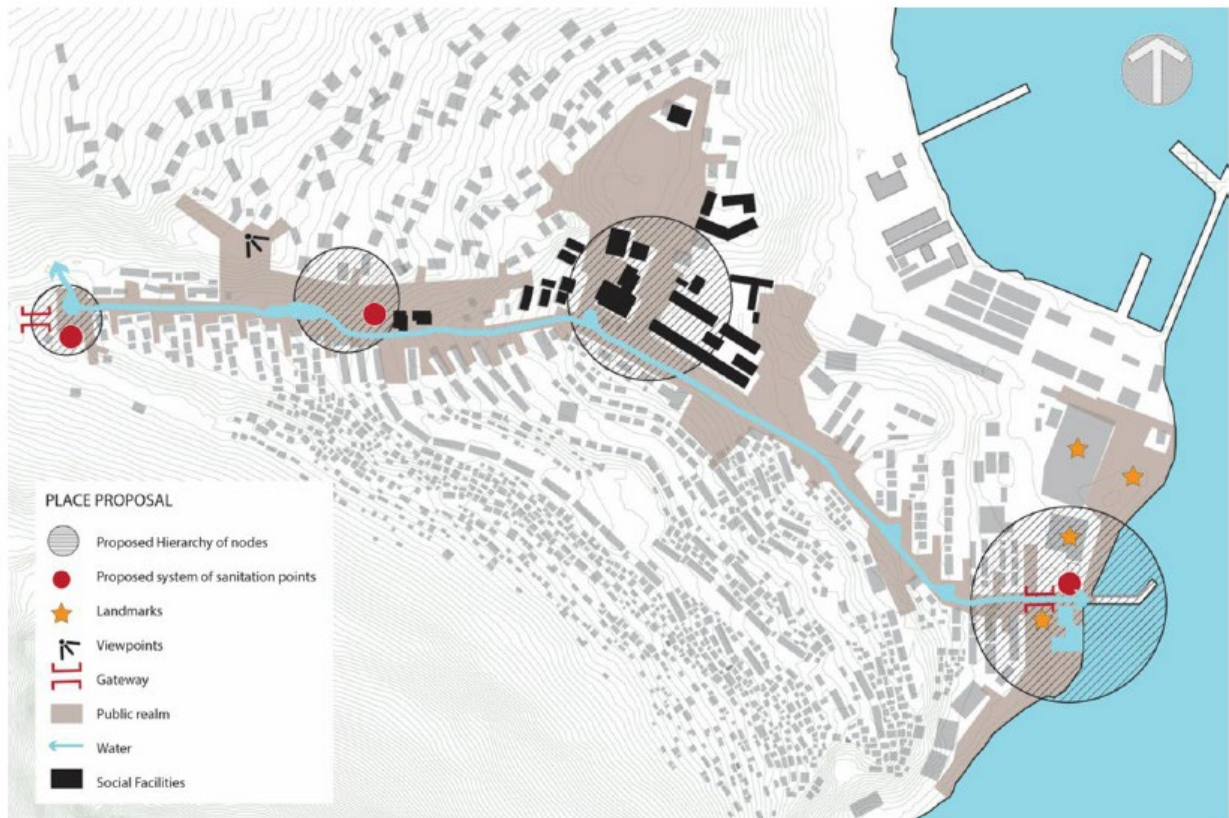 PLACE PROPOSAL
Proposed Hierarchy of nodes
Proposed system of sanitation points
Landmarks
Viewpoints
Gateway
Public realm
Water
Social Facilities